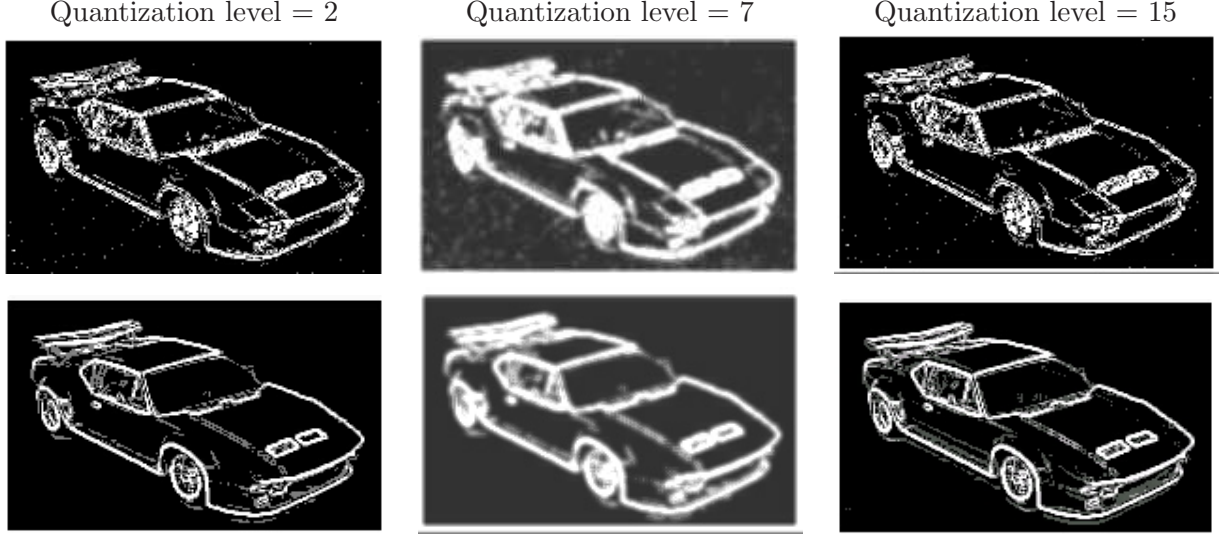 Quantization level = 2
Quantization level = 7
Quantization level = 15